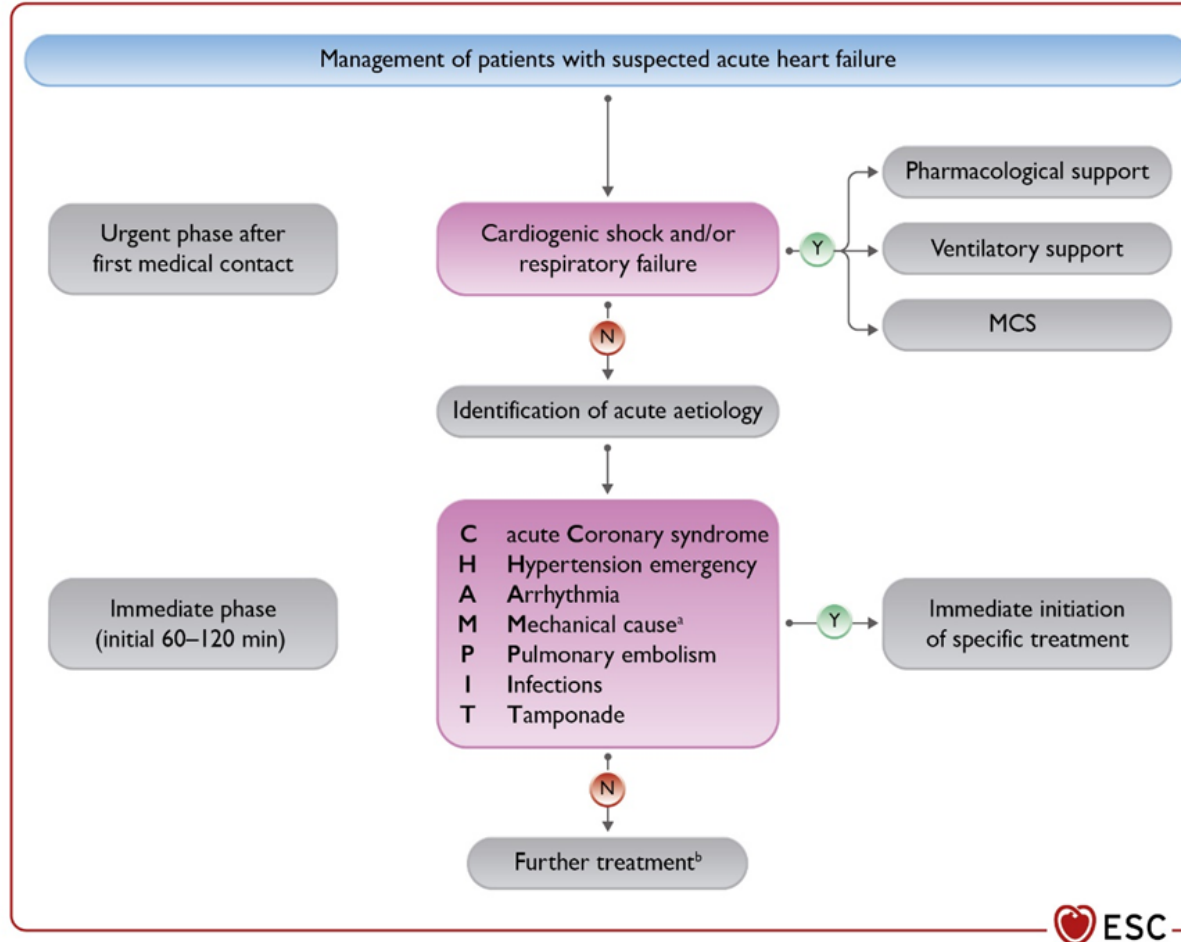 Management of patients with suspected acute heart failure
Urgent phase after
first medical contact
Cardiogenic shock and/or
respiratory failure
Y
Pharmacological support
Ventilatory support
MCS
N
Identification of acute aetiology
Immediate phase
(initial 60–120 min)
C acute Coronary syndrome
H Hypertension emergency
A Arrhythmia
M Mechanical causeᵃ
P Pulmonary embolism
I Infections
T Tamponade
Y
Immediate initiation
of specific treatment
N
Further treatmentᵇ
ESC